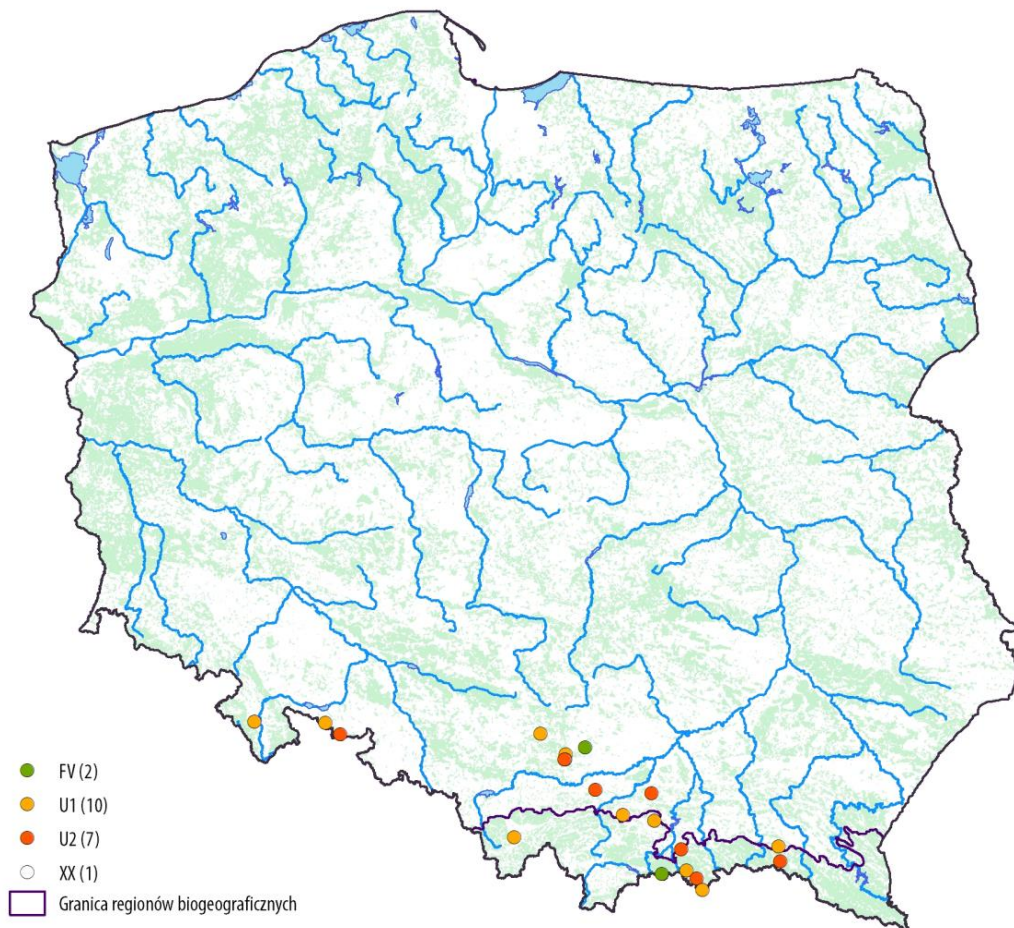 FV (2)
U1 (10)
U2 (7)
XX (1)
Granica regionów biogeograficznych